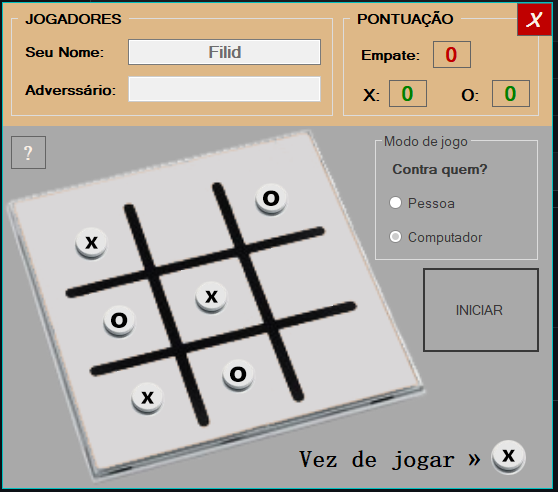 JOGADORES
PONTUAÇÃO
X
Seu Nome:
Filid
Empate:
0
Adverssário:
X:
0
O:
0
?
Modo de jogo
Contra quem?
Pessoa
Computador
INICIAR
O
X
X
O
O
X
Vez de jogar »
X